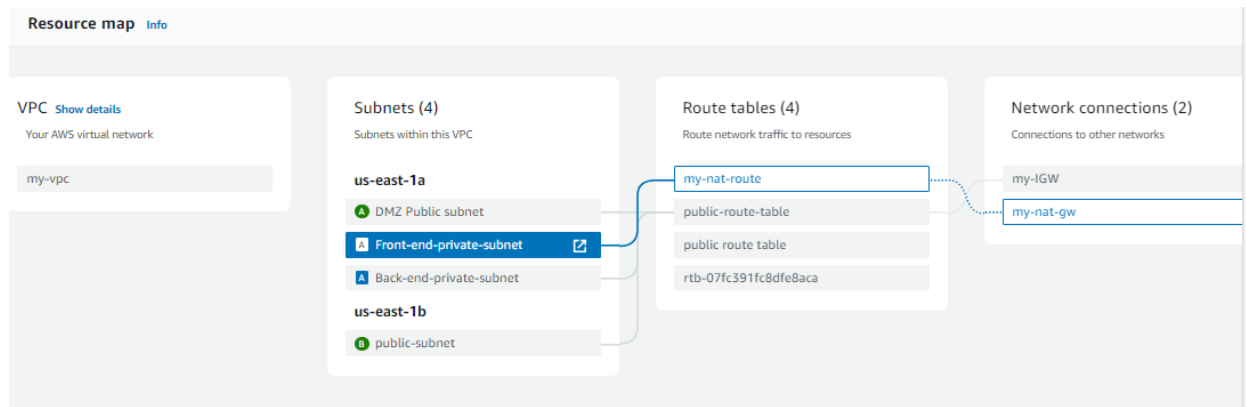 Resource map Info
VPC Show details
Your AWS virtual network
my-vpc
Subnets (4)
Subnets within this VPC
us-east-1a
A DMZ Public subnet
A Front-end-private-subnet
A Back-end-private-subnet
us-east-1b
B public-subnet
Route tables (4)
Route network traffic to resources
my-nat-route
public-route-table
public route table
rtb-07fc391fc8dfe8aca
Network connections (2)
Connections to other networks
my-IGW
my-nat-gw